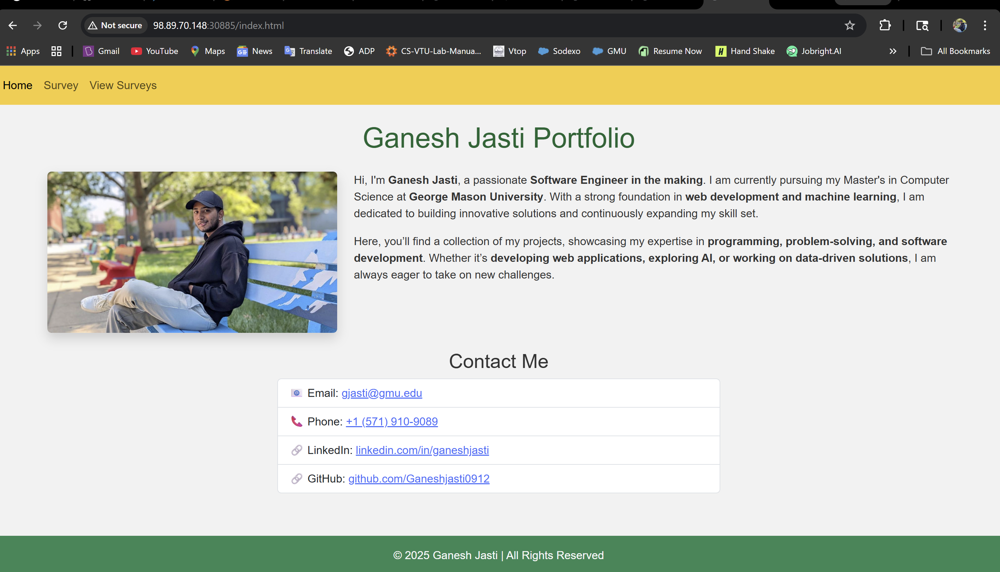 Not secure 98.89.70.148:30885/index.html
Apps Gmail YouTube Maps News Translate ADP CS-VTU-Lab-Manua... Vtop Sodexo GMU Resume Now Hand Shake Jobright.AI » All Bookmarks
Home Survey View Surveys
Ganesh Jasti Portfolio
Hi, I'm Ganesh Jasti, a passionate Software Engineer in the making. I am currently pursuing my Master's in Computer
Science at George Mason University. With a strong foundation in web development and machine learning, I am
dedicated to building innovative solutions and continuously expanding my skill set.
Here, you’ll find a collection of my projects, showcasing my expertise in programming, problem-solving, and software
development. Whether it’s developing web applications, exploring AI, or working on data-driven solutions, I am
always eager to take on new challenges.
Contact Me
Email: gjasti@gmu.edu
Phone: +1 (571) 910-9089
LinkedIn: linkedin.com/in/ganeshjasti
GitHub: github.com/Ganeshjasti0912
© 2025 Ganesh Jasti | All Rights Reserved